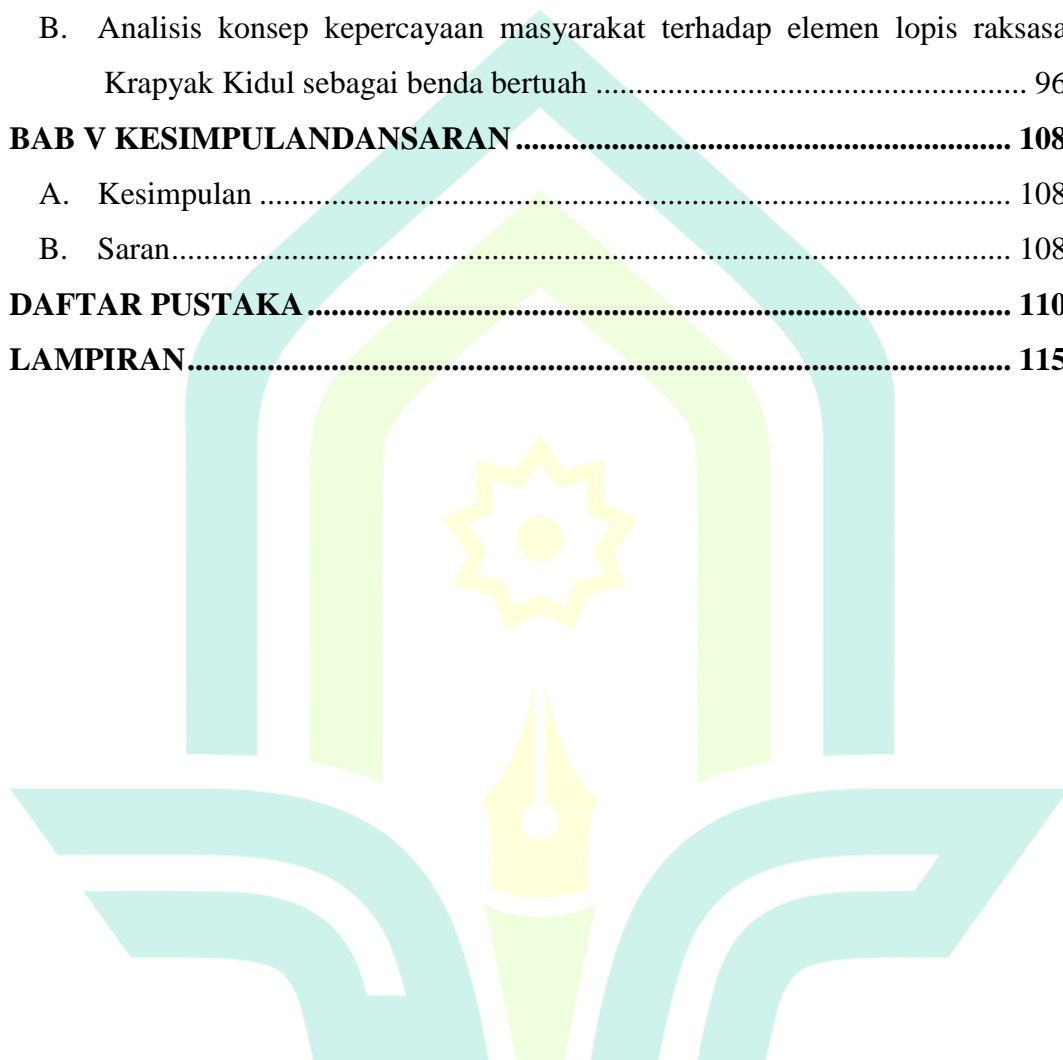 B. Analisis konsep kepercayaan masyarakat terhadap elemen lopis raksasa
Krapyak Kidul sebagai benda bertuah ...................................................... 96
BAB V KESIMPULANDANSARAN .............................................................. 108
A. Kesimpulan .............................................................................................. 108
B. Saran......................................................................................................... 108
DAFTAR PUSTAKA ........................................................................................ 110
LAMPIRAN....................................................................................................... 115